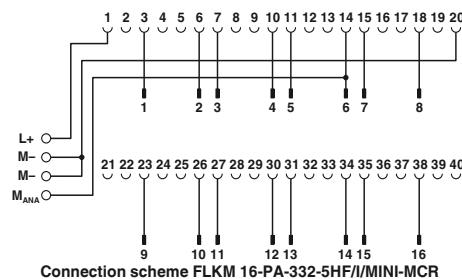 1 2 3 4 5 6 7 8 9 10 11 12 13 14 15 16 17 18 19 20
1 2 3 4 5 6 7 8
L+
M–
M–
MANA
21 22 23 24 25 26 27 28 29 30 31 32 33 34 35 36 37 38 39 40
9 10 11 12 13 14 15 16
Connection scheme FLKM 16-PA-332-5HF/I/MINI-MCR